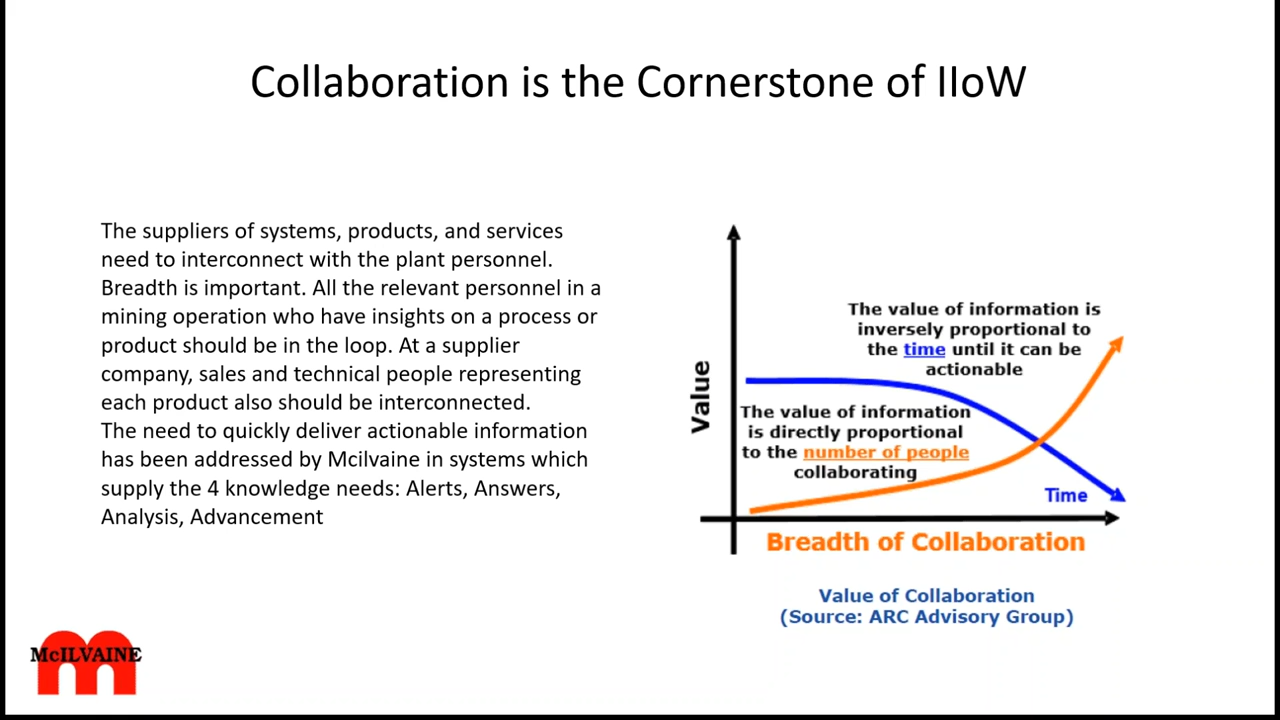 Collaboration is the Cornerstone of IIoW
The suppliers of systems, products, and services
need to interconnect with the plant personnel.
Breadth is important. All the relevant personnel in a
mining operation who have insights on a process or
product should be in the loop. At a supplier
company, sales and technical people representing
each product also should be interconnected.
The need to quickly deliver actionable information
has been addressed by Mcilvaine in systems which
supply the 4 knowledge needs: Alerts, Answers,
Analysis, Advancement
Value
The value of information is
inversely proportional to
the time until it can be
actionable
The value of information
is directly proportional
to the number of people
collaborating
Time
Breadth of Collaboration
Value of Collaboration
(Source: ARC Advisory Group)
McILVAINE